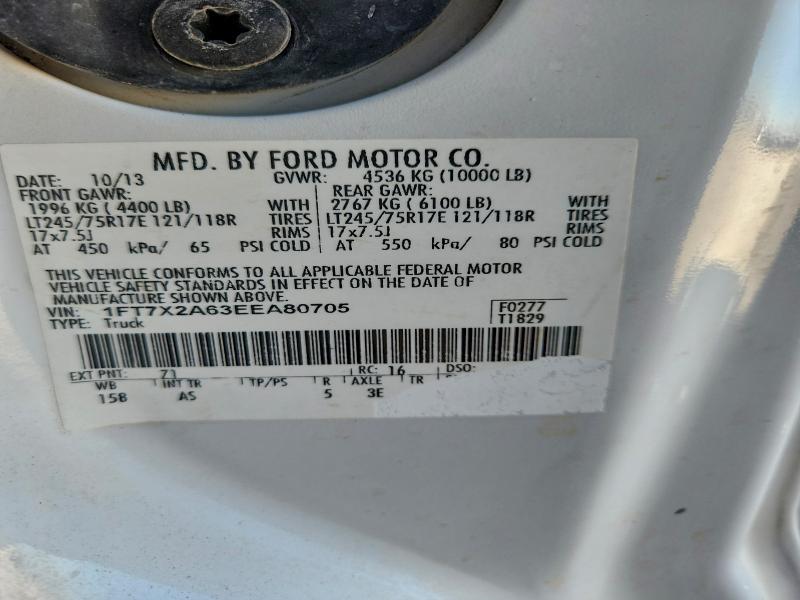 MFD. BY FORD MOTOR CO.
DATE: 10/13 GVWR: 4536 KG (10000 LB)
FRONT GAWR: REAR GAWR:
1996 KG (4400 LB) WITH 2767 KG (6100 LB) WITH
LT245/75R17E 121/118R TIRES LT245/75R17E 121/118R TIRES
17x7.5J RIMS 17x7.5J RIMS
AT 450 kPa/ 65 PSI COLD AT 550 kPa/ 80 PSI COLD
THIS VEHICLE CONFORMS TO ALL APPLICABLE FEDERAL MOTOR
VEHICLE SAFETY STANDARDS IN EFFECT ON THE DATE OF
MANUFACTURE SHOWN ABOVE.
VIN: 1FT7X2A63EEA80705 F0277
TYPE: Truck T1829
EXT PNT: Z1 RC: 16 DSO:
WB INT TR TP/PS R AXLE TR
158 AS 5 3E